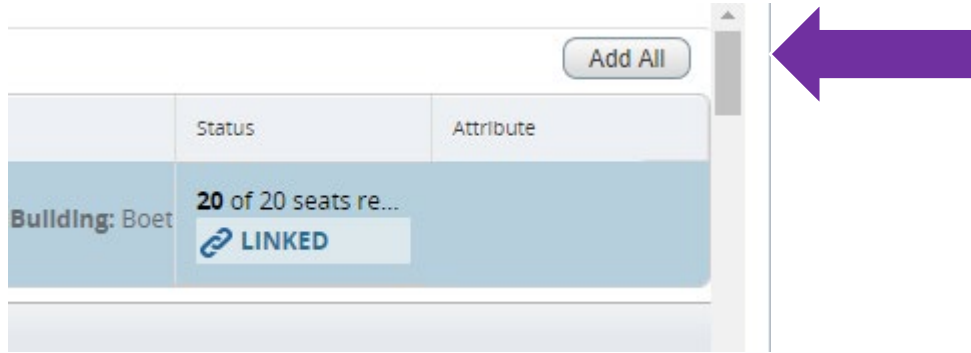 Add All
Status
Attribute
Building: Boet
20 of 20 seats re...
LINKED